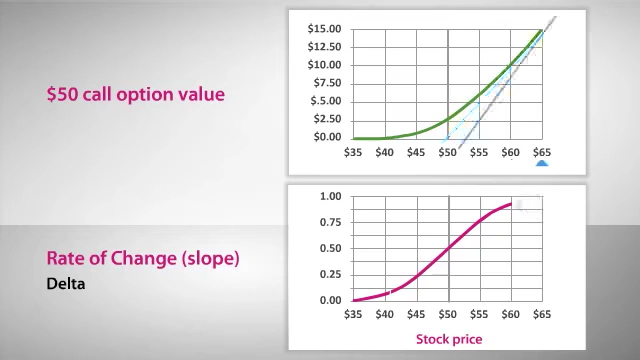 $50 call option value
$15.00
$12.50
$10.00
$7.50
$5.00
$2.50
$0.00
$35 $40 $45 $50 $55 $60 $65
Rate of Change (slope)
Delta
1.00
0.75
0.50
0.25
0.00
$35 $40 $45 $50 $55 $60 $65
Stock price